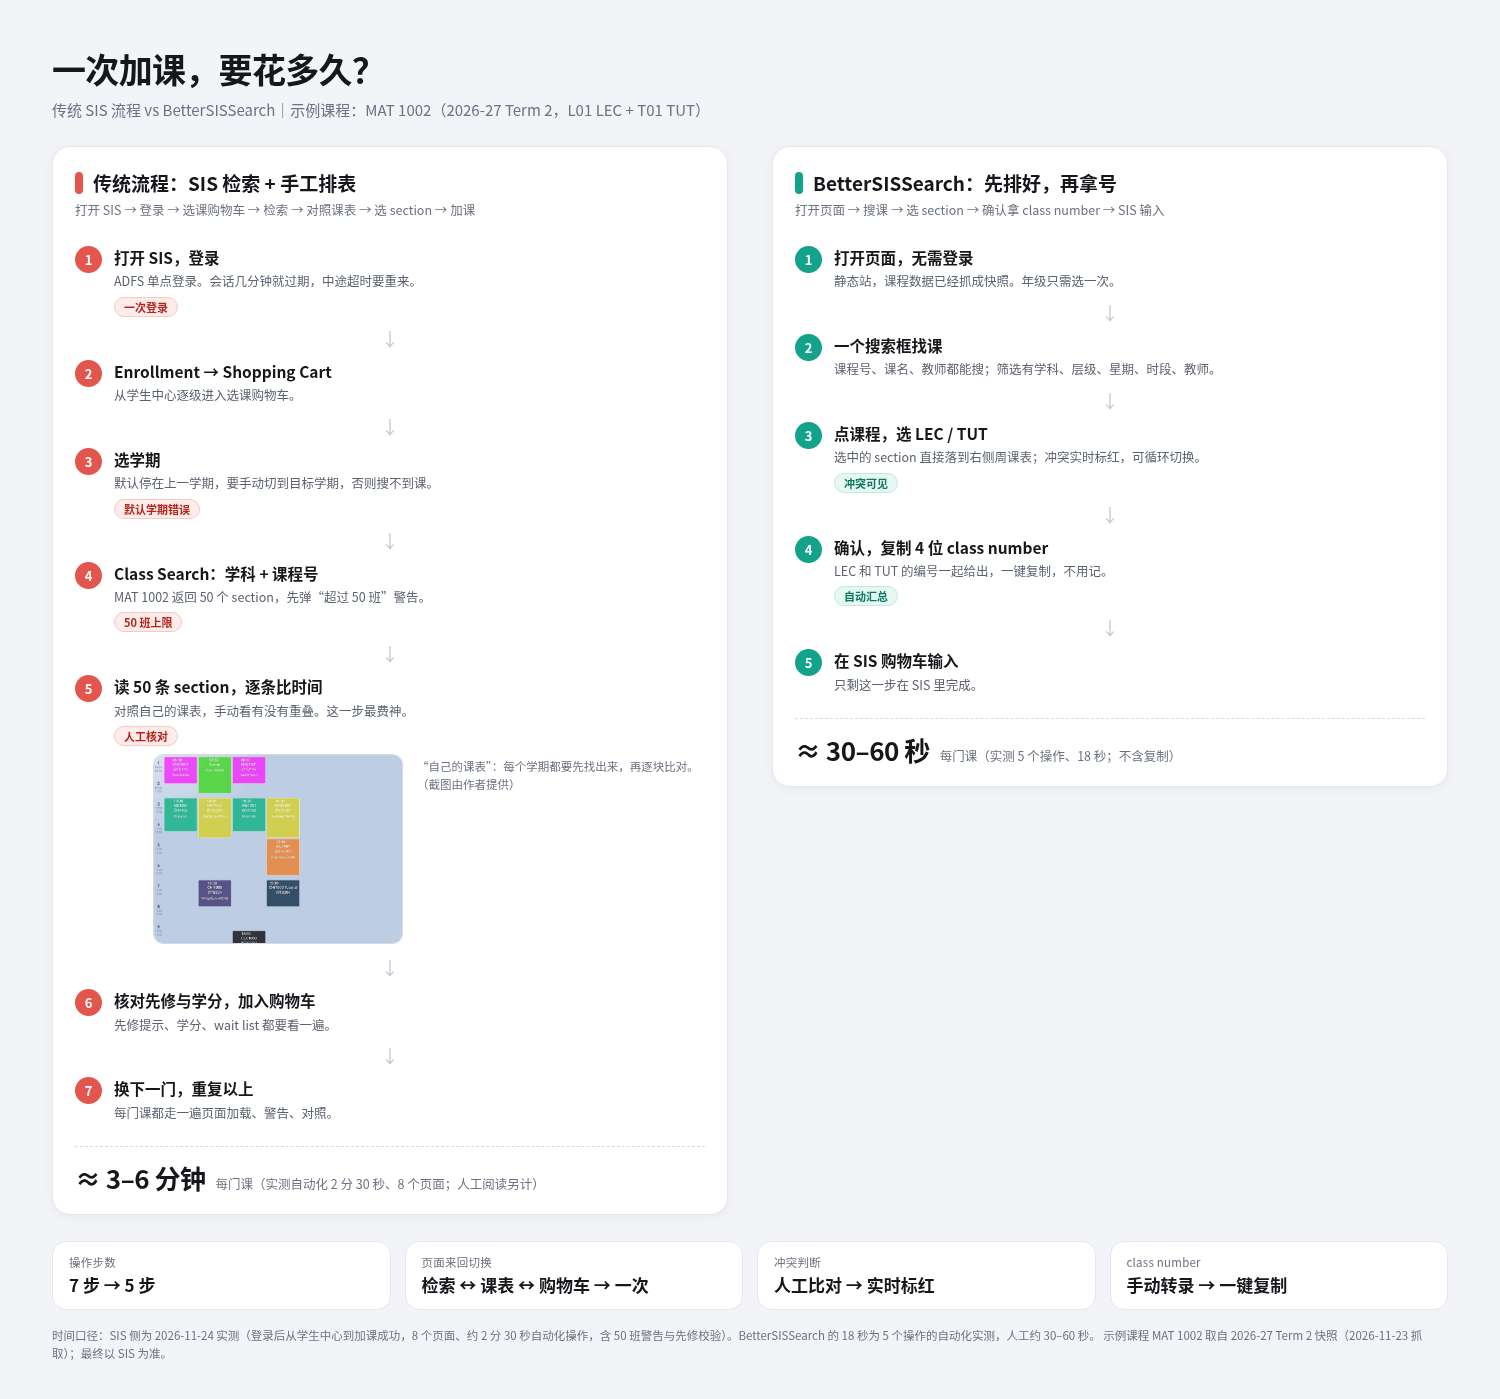 一次加课，要花多久？
传统 SIS 流程 vs BetterSISSearch｜示例课程：MAT 1002（2026-27 Term 2，L01 LEC + T01 TUT）
传统流程：SIS 检索 + 手工排表
打开 SIS → 登录 → 选课购物车 → 检索 → 对照课表 → 选 section → 加课
1
打开 SIS，登录
ADFS 单点登录。会话几分钟就过期，中途超时要重来。
一次登录
↓
2
Enrollment → Shopping Cart
从学生中心逐级进入选课购物车。
↓
3
选学期
默认停在上一学期，要手动切到目标学期，否则搜不到课。
默认学期错误
↓
4
Class Search：学科 + 课程号
MAT 1002 返回 50 个 section，先弹“超过 50 班”警告。
50 班上限
↓
5
读 50 条 section，逐条比时间
对照自己的课表，手动看有没有重叠。这一步最费神。
人工核对
“自己的课表”：每个学期都要先找出来，再逐块比对。
（截图由作者提供）
↓
6
核对先修与学分，加入购物车
先修提示、学分、wait list 都要看一遍。
↓
7
换下一门，重复以上
每门课都走一遍页面加载、警告、对照。
≈ 3–6 分钟 每门课（实测自动化 2 分 30 秒、8 个页面；人工阅读另计）
BetterSISSearch：先排好，再拿号
打开页面 → 搜课 → 选 section → 确认拿 class number → SIS 输入
1
打开页面，无需登录
静态站，课程数据已经抓成快照。年级只需选一次。
↓
2
一个搜索框找课
课程号、课名、教师都能搜；筛选有学科、层级、星期、时段、教师。
↓
3
点课程，选 LEC / TUT
选中的 section 直接落到右侧周课表；冲突实时标红，可循环切换。
冲突可见
↓
4
确认，复制 4 位 class number
LEC 和 TUT 的编号一起给出，一键复制，不用记。
自动汇总
↓
5
在 SIS 购物车输入
只剩这一步在 SIS 里完成。
≈ 30–60 秒 每门课（实测 5 个操作、18 秒；不含复制）
操作步数
7 步 → 5 步
页面来回切换
检索 ↔ 课表 ↔ 购物车 → 一次
冲突判断
人工比对 → 实时标红
class number
手动转录 → 一键复制
时间口径：SIS 侧为 2026-11-24 实测（登录后从学生中心到加课成功，8 个页面、约 2 分 30 秒自动化操作，含 50 班警告与先修校验）。BetterSISSearch 的 18 秒为 5 个操作的自动化实测，人工约 30–60 秒。 示例课程 MAT 1002 取自 2026-27 Term 2 快照（2026-11-23 抓
取）；最终以 SIS 为准。